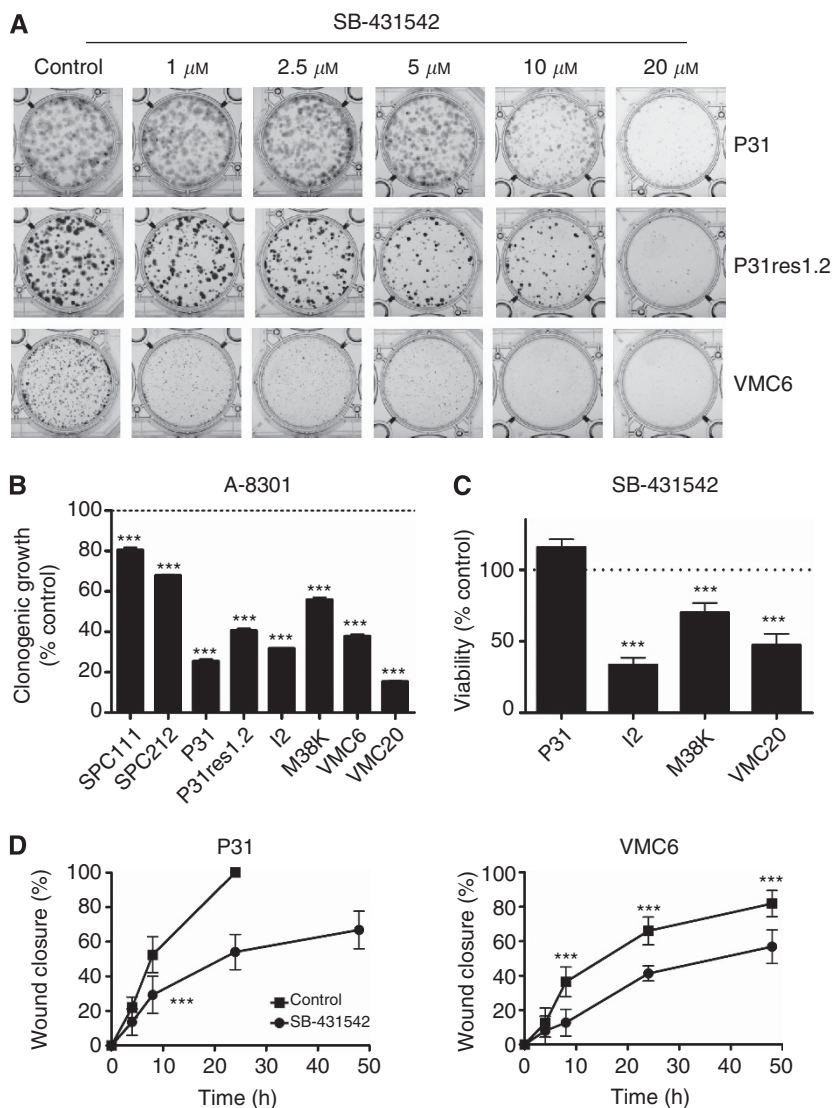 A
SB-431542
Control 1 μM 2.5 μM 5 μM 10 μM 20 μM
P31
P31res1.2
VMC6
B
A-8301
Clonogenic growth
(% control)
100
80
60
40
20
0
*** *** *** *** *** *** *** ***
SPC111 SPC212 P31 P31res1.2 I2 M38K VMC6 VMC20
C
SB-431542
Viability (% control)
100
50
0
*** *** ***
P31 I2 M38K VMC20
D
P31
Wound closure (%)
100
80
60
40
20
0
***
Control
SB-431542
0 10 20 30 40 50
Time (h)
VMC6
Wound closure (%)
100
80
60
40
20
0
*** *** ***
0 10 20 30 40 50
Time (h)